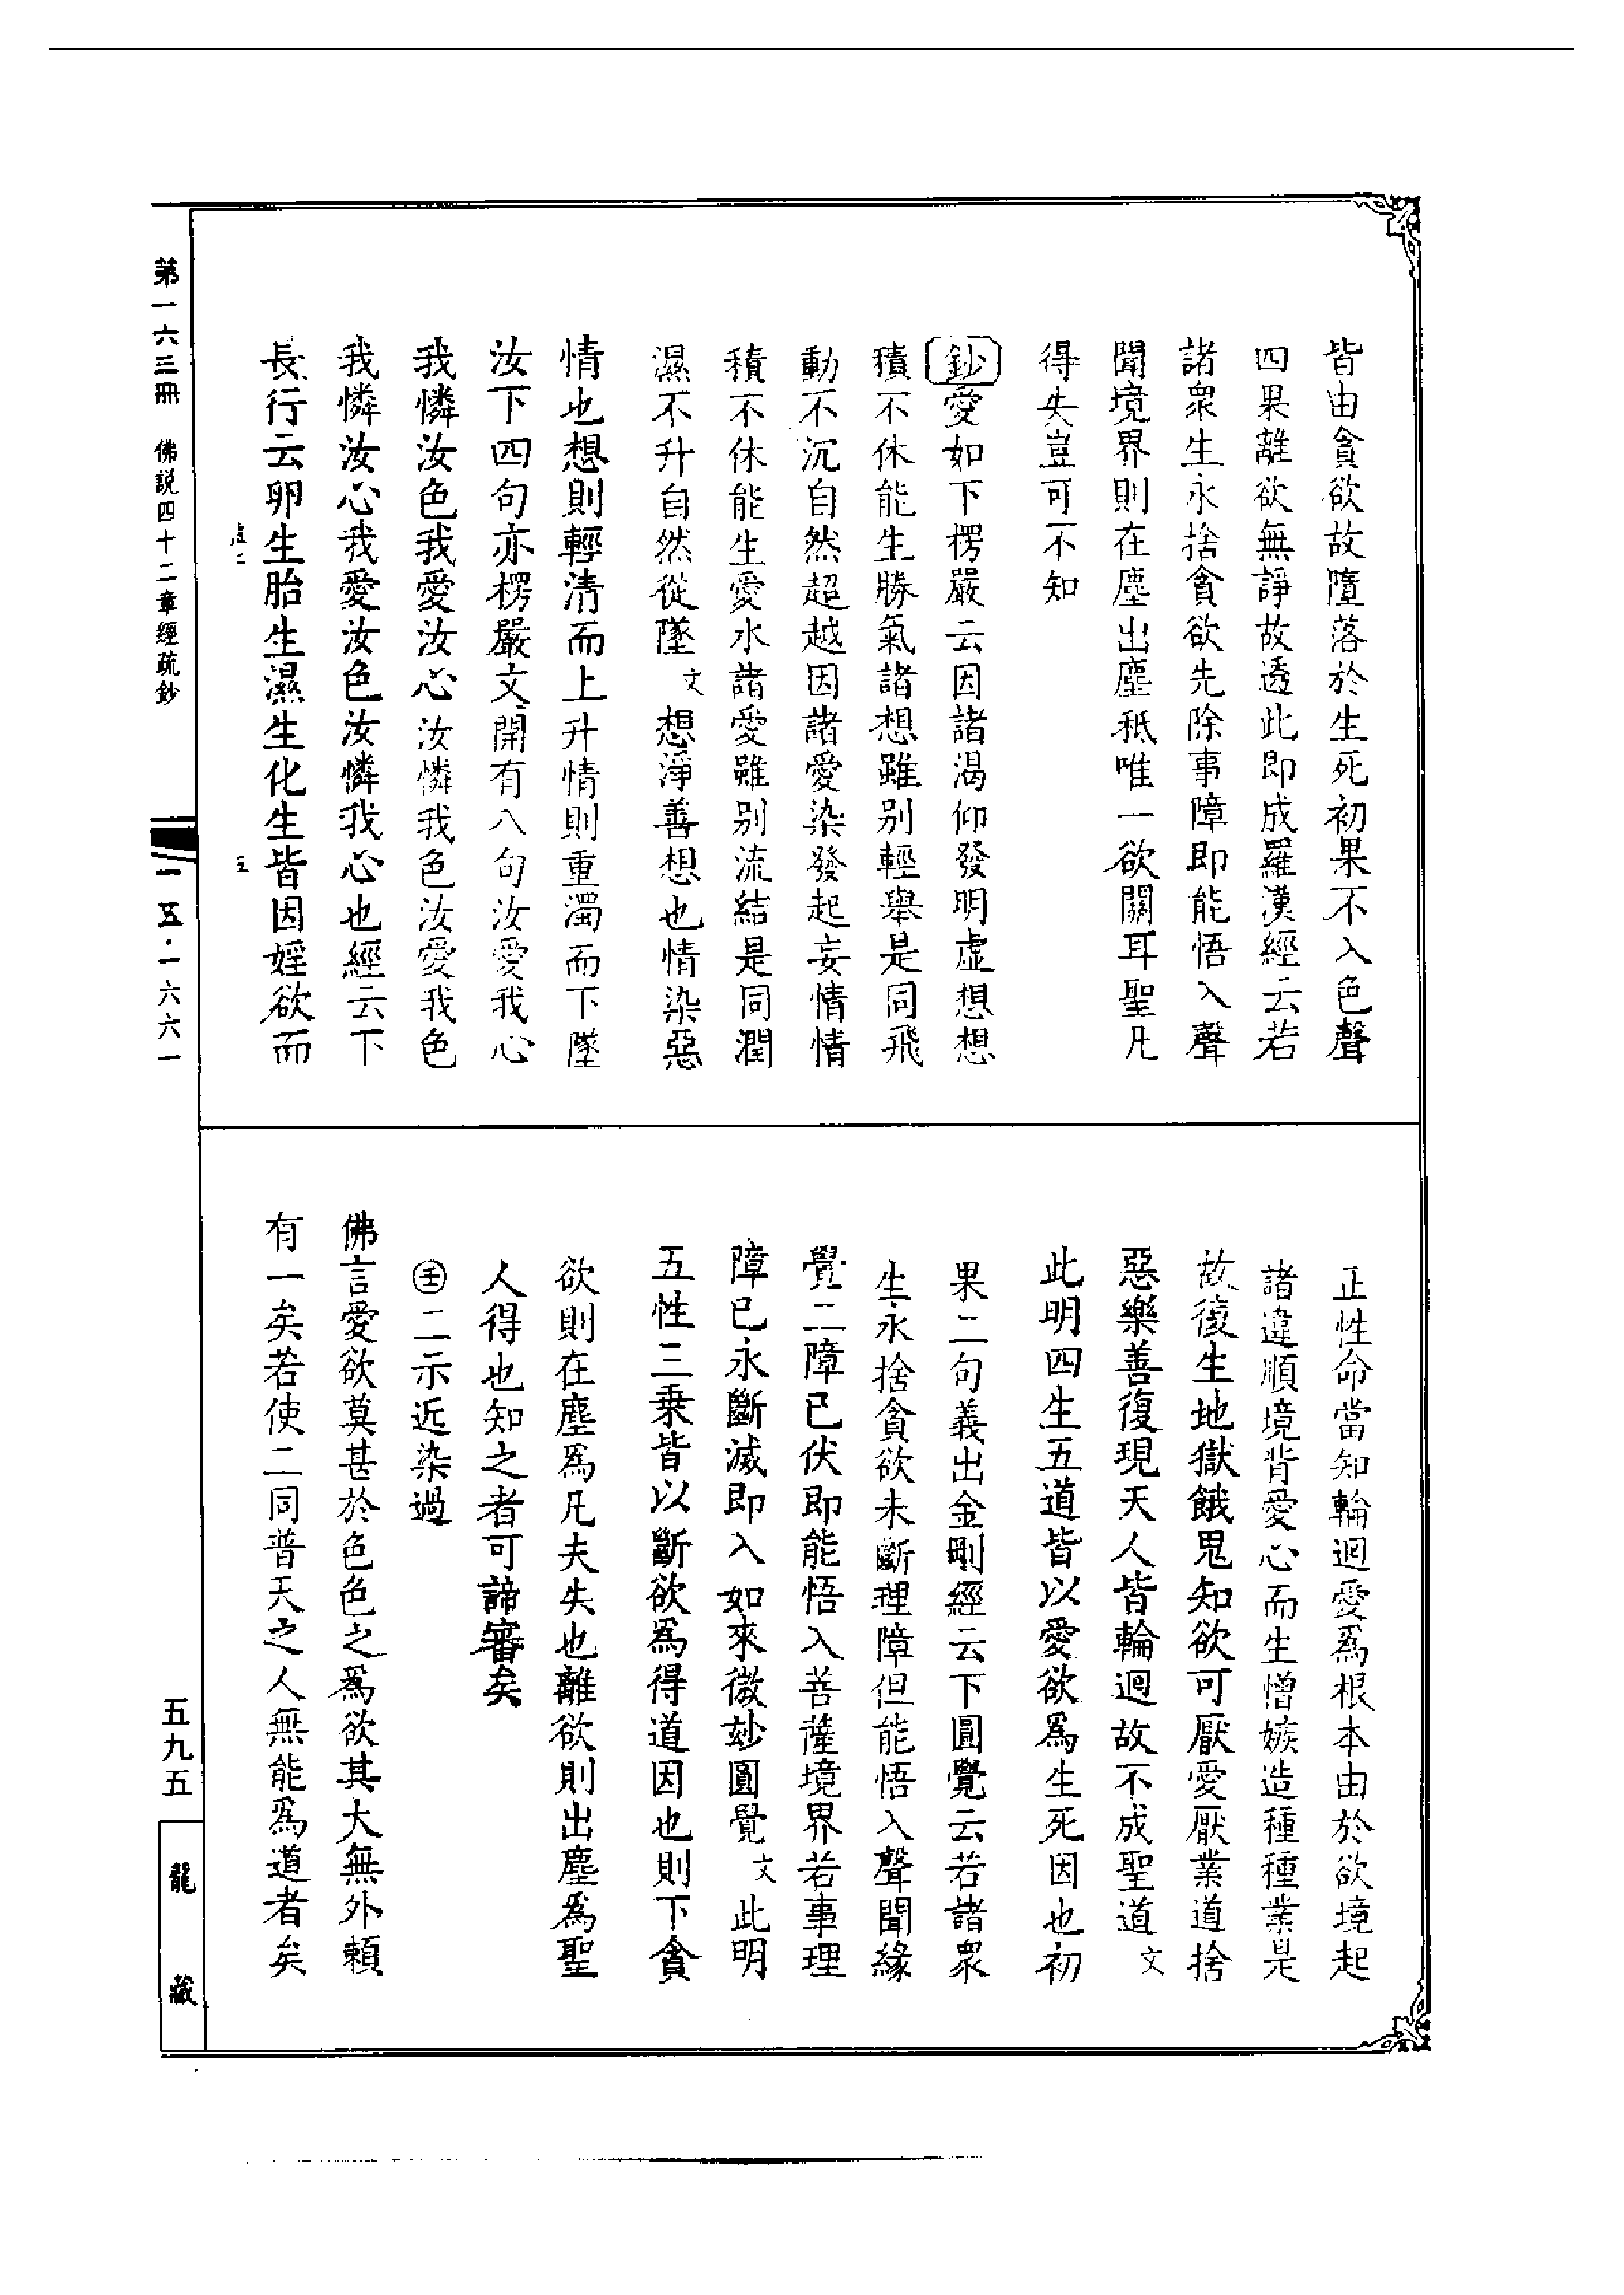 皆由貪欲故墮落於生死初果不入色聲
四果離欲無諍故透此即成羅漢經云若
諸衆生永捨貪欲先除事障即能悟入聲
聞境界則在塵出塵秖唯一欲關耳聖凡
得失豈可不知
鈔愛如下楞嚴云因諸渴仰發明虛想想
積不休能生勝氣諸想雖别輕舉是同飛
動不沉自然超越因諸愛染發起妄情情
積不休能生愛水諸愛雖别流結是同潤
濕不升自然從墜文想淨善想也情染惡
情也想則輕清而上升情則重濁而下墜
汝下四句亦楞嚴文開有八句汝愛我心
我憐汝色我愛汝心汝憐我色汝愛我色
我憐汝心我愛汝色汝憐我心也經云下
長行云卵生胎生濕生化生皆因婬欲而
正性命當知輪迴愛爲根本由於欲境起
諸違順境背愛心而生憎嫉造種種業是
故復生地獄餓鬼知欲可厭愛厭業道捨
惡樂善復現天人皆輪迴故不成聖道文
此明四生五道皆以愛欲爲生死因也初
果二句義出金剛經云下圓覺云若諸衆
生永捨貪欲未斷理障但能悟入聲聞緣
覺二障已伏即能悟入菩薩境界若事理
障已永斷滅即入如來微妙圓覺文此明
五性三乗皆以斷欲爲得道因也則下貪
欲則在塵爲凡夫失也離欲則出塵爲聖
人得也知之者可諦審矣
㊂二示近染過
佛言愛欲莫甚於色色之爲欲其大無外頼
有一矣若使二同普天之人無能爲道者矣
第一六三冊 佛説四十二章經疏鈔
五
一五·一六六一
五九五
龍藏